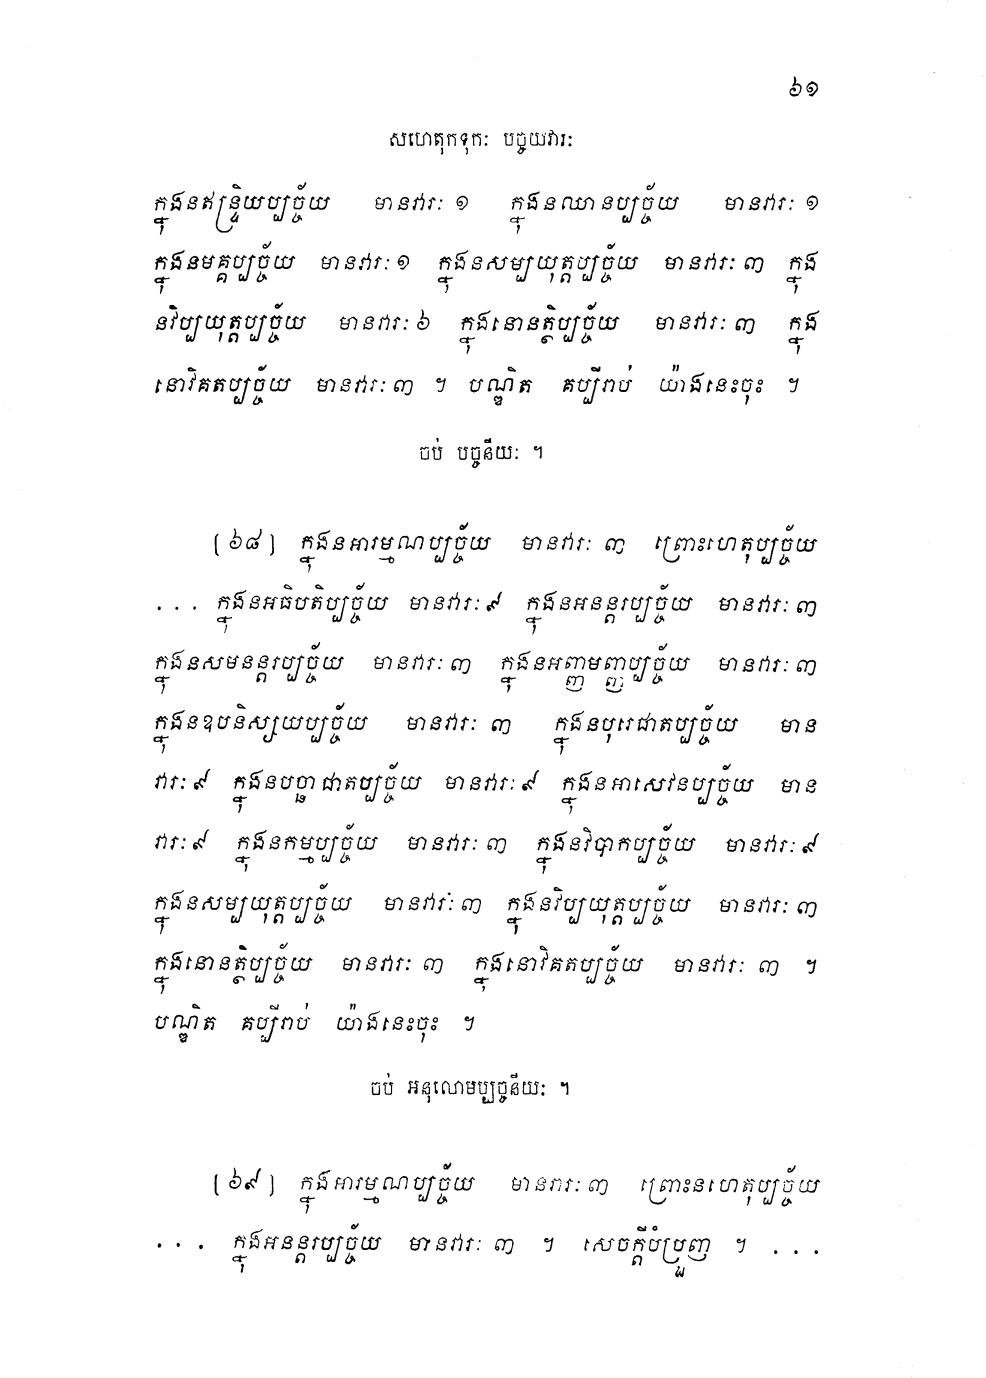 ៦១
សហេតុកទុកៈ បច្ចយវារៈ
ក្នុងនឥន្ទ្រិយប្បច្ច័យ មានវារៈ ១ ក្នុងនឈានប្បច្ច័យ មានវារៈ ១
ក្នុងនមគ្គប្បច្ច័យ មានវារៈ ១ ក្នុងនសម្បយុត្តប្បច្ច័យ មានវារៈ ៣ ក្នុង
នវិប្បយុត្តប្បច្ច័យ មានវារៈ ៦ ក្នុងនោនត្ថិប្បច្ច័យ មានវារៈ ៣ ក្នុង
នោវិគតប្បច្ច័យ មានវារៈ ៣ ។ បណ្ឌិត គប្បីរាប់ យ៉ាងនេះចុះ ។
ចប់ បច្ចនីយៈ ។
[៦៨] ក្នុងនអារម្មណប្បច្ច័យ មានវារៈ ៣ ព្រោះហេតុប្បច្ច័យ
... ក្នុងនអធិបតិប្បច្ច័យ មានវារៈ ៩ ក្នុងនអនន្តរប្បច្ច័យ មានវារៈ ៣
ក្នុងនសមនន្តរប្បច្ច័យ មានវារៈ ៣ ក្នុងនអញ្ញមញ្ញប្បច្ច័យ មានវារៈ ៣
ក្នុងនឧបនិស្សយប្បច្ច័យ មានវារៈ ៣ ក្នុងនបុរេជាតប្បច្ច័យ មាន
វារៈ ៩ ក្នុងនបច្ឆាជាតប្បច្ច័យ មានវារៈ ៩ ក្នុងនអាសេវនប្បច្ច័យ មាន
វារៈ ៩ ក្នុងនកម្មប្បច្ច័យ មានវារៈ ៣ ក្នុងនវិបាកប្បច្ច័យ មានវារៈ ៩
ក្នុងនសម្បយុត្តប្បច្ច័យ មានវារៈ ៣ ក្នុងនវិប្បយុត្តប្បច្ច័យ មានវារៈ ៣
ក្នុងនោនត្ថិប្បច្ច័យ មានវារៈ ៣ ក្នុងនោវិគតប្បច្ច័យ មានវារៈ ៣ ។
បណ្ឌិត គប្បីរាប់ យ៉ាងនេះចុះ ។
ចប់ អនុលោមប្បច្ចនីយៈ ។
[៦៩] ក្នុងអារម្មណប្បច្ច័យ មានវារៈ ៣ ព្រោះនហេតុប្បច្ច័យ
... ក្នុងអនន្តរប្បច្ច័យ មានវារៈ ៣ ។ សេចក្តីបំប្រួញ ។ ...